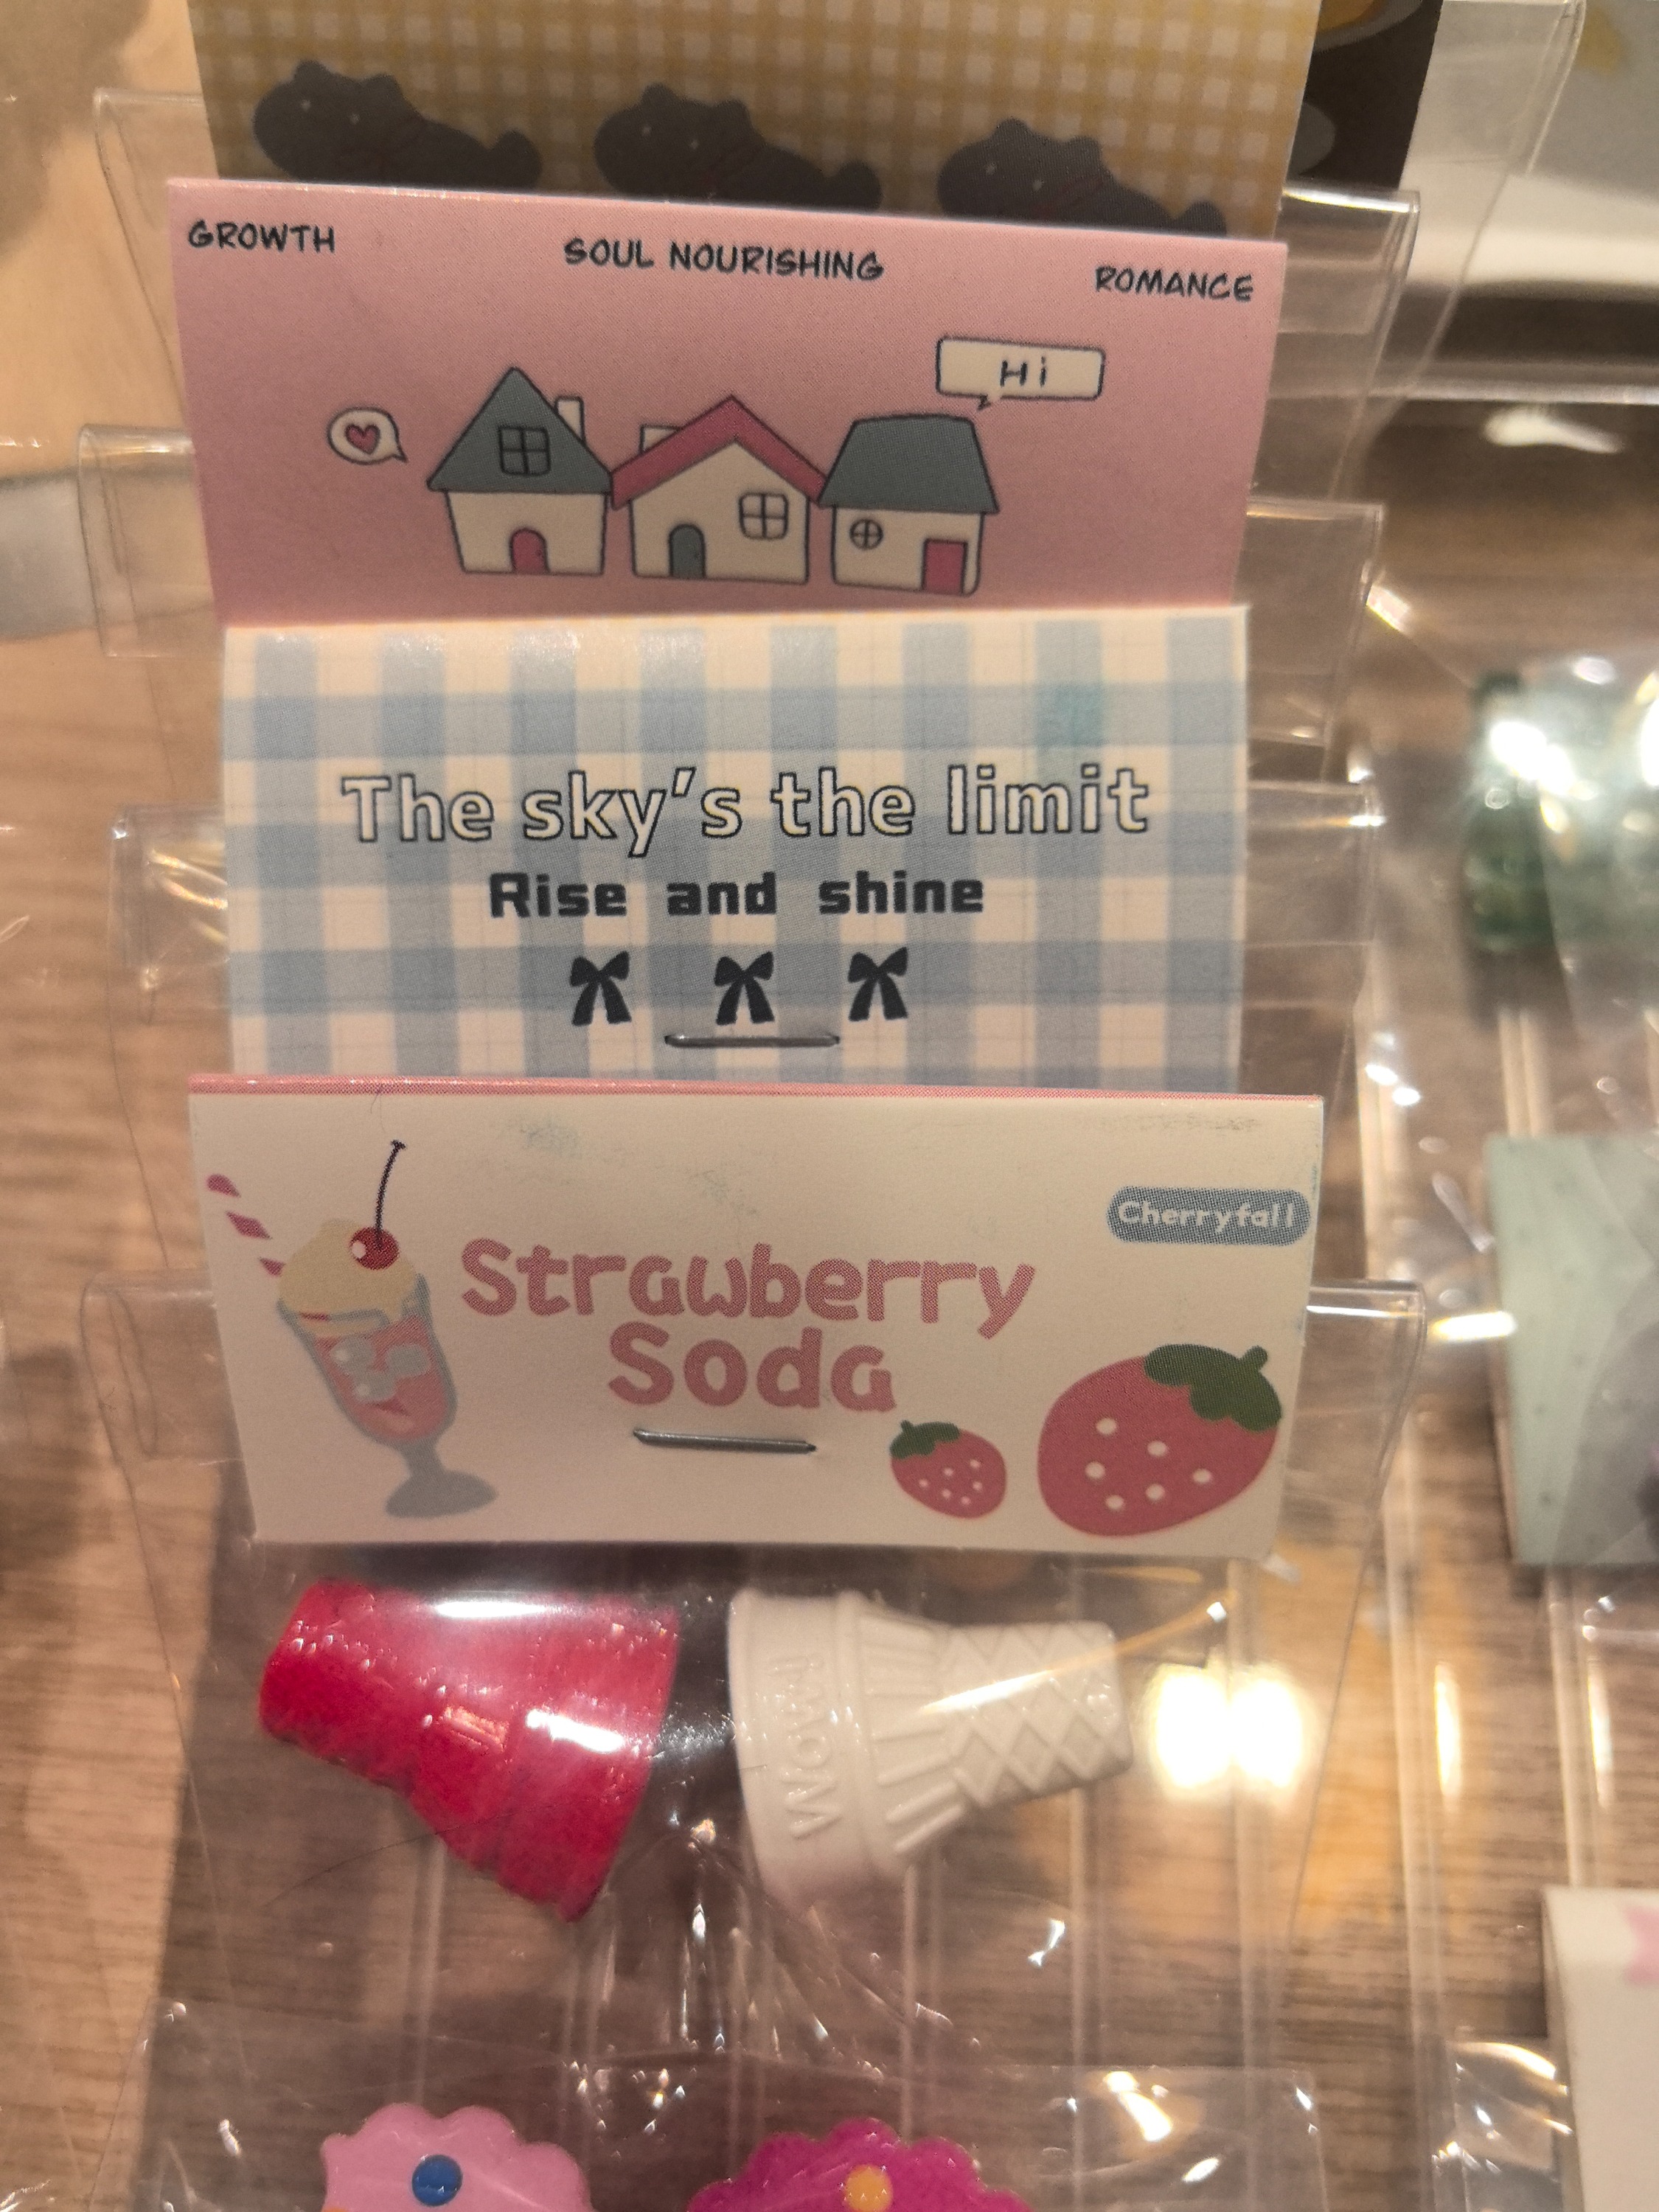 GROWTH SOUL NOURISHING ROMANCE
Hi
The sky's the limit
Rise and shine
Cherryfall
Strawberry
Soda